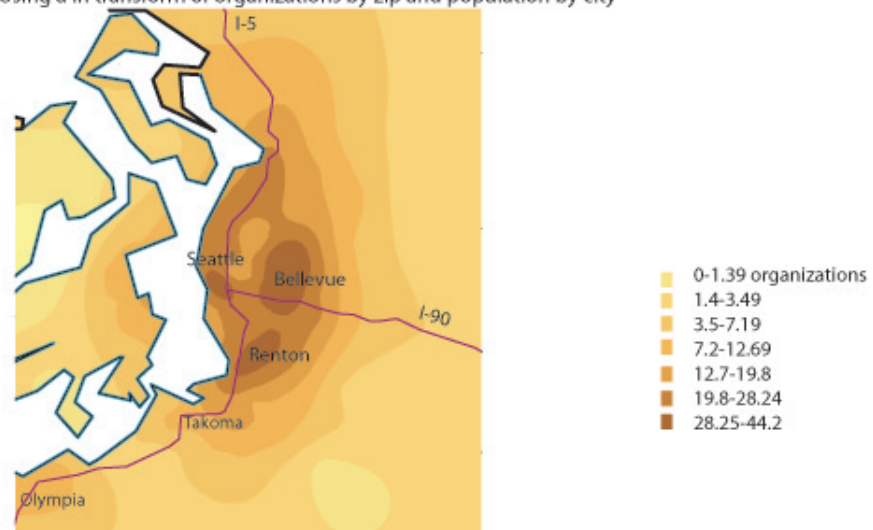 I-5
Seattle
Bellevue
I-90
Renton
Takoma
Olympia
0-1.39 organizations
1.4-3.49
3.5-7.19
7.2-12.69
12.7-19.8
19.8-28.24
28.25-44.2